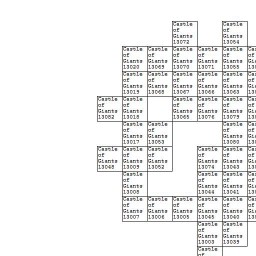 Castle
of
Giants
13072
Castle
of
Giants
13054
Castle
of
Giants
13020
Castle
of
Giants
13069
Castle
of
Giants
13070
Castle
of
Giants
13071
Castle
of
Giants
Castle
of
Giants
13019
Castle
of
Giants
13068
Castle
of
Giants
13067
Castle
of
Giants
13066
Castle
of
Giants
13063
Castle
of
Giants
13082
Castle
of
Giants
13018
Castle
of
Giants
13065
Castle
of
Giants
13076
Castle
of
Giants
13079
Castle
of
Giants
13017
Castle
of
Giants
13053
Castle
of
Giants
13080
Castle
of
Giants
13048
Castle
of
Giants
13009
Castle
of
Giants
13052
Castle
of
Giants
13074
Castle
of
Giants
13043
Castle
of
Giants
13008
Castle
of
Giants
13044
Castle
of
Giants
13041
Castle
of
Giants
13007
Castle
of
Giants
13006
Castle
of
Giants
13005
Castle
of
Giants
13045
Castle
of
Giants
13040
Castle
of
Giants
13003
Castle
of
Giants
13039
Castle
of